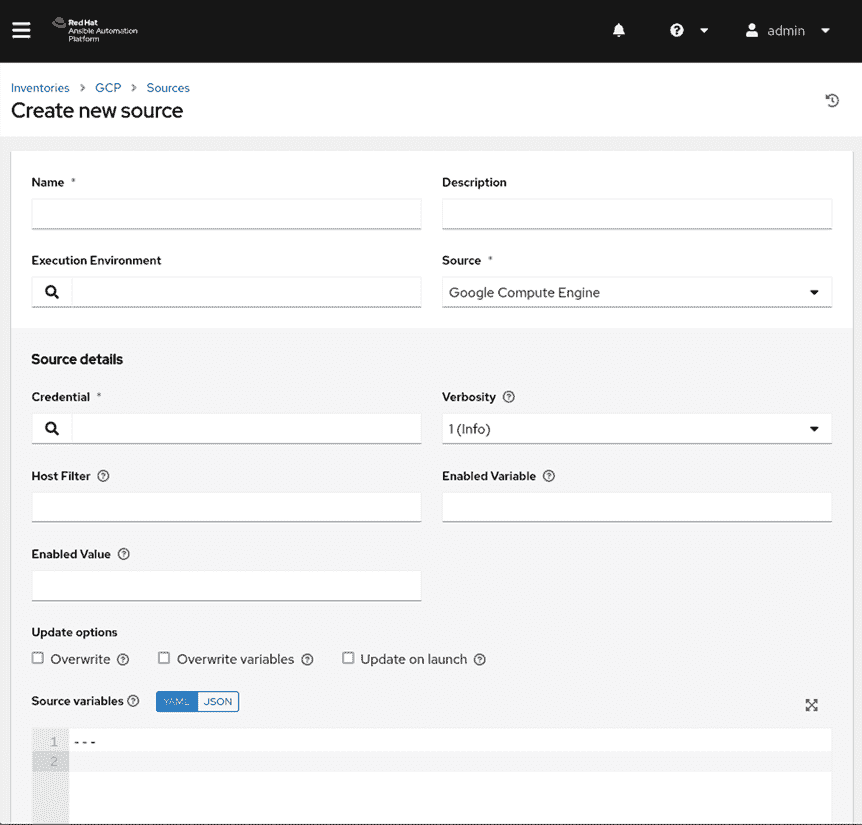 Red Hat
Ansible Automation
Platform
admin
Inventories > GCP > Sources
Create new source
Name *
Description
Execution Environment
Source *
Google Compute Engine
Source details
Credential *
Verbosity
1 (Info)
Host Filter
Enabled Variable
Enabled Value
Update options
Overwrite
Overwrite variables
Update on launch
Source variables
YAML
JSON
1
---
2